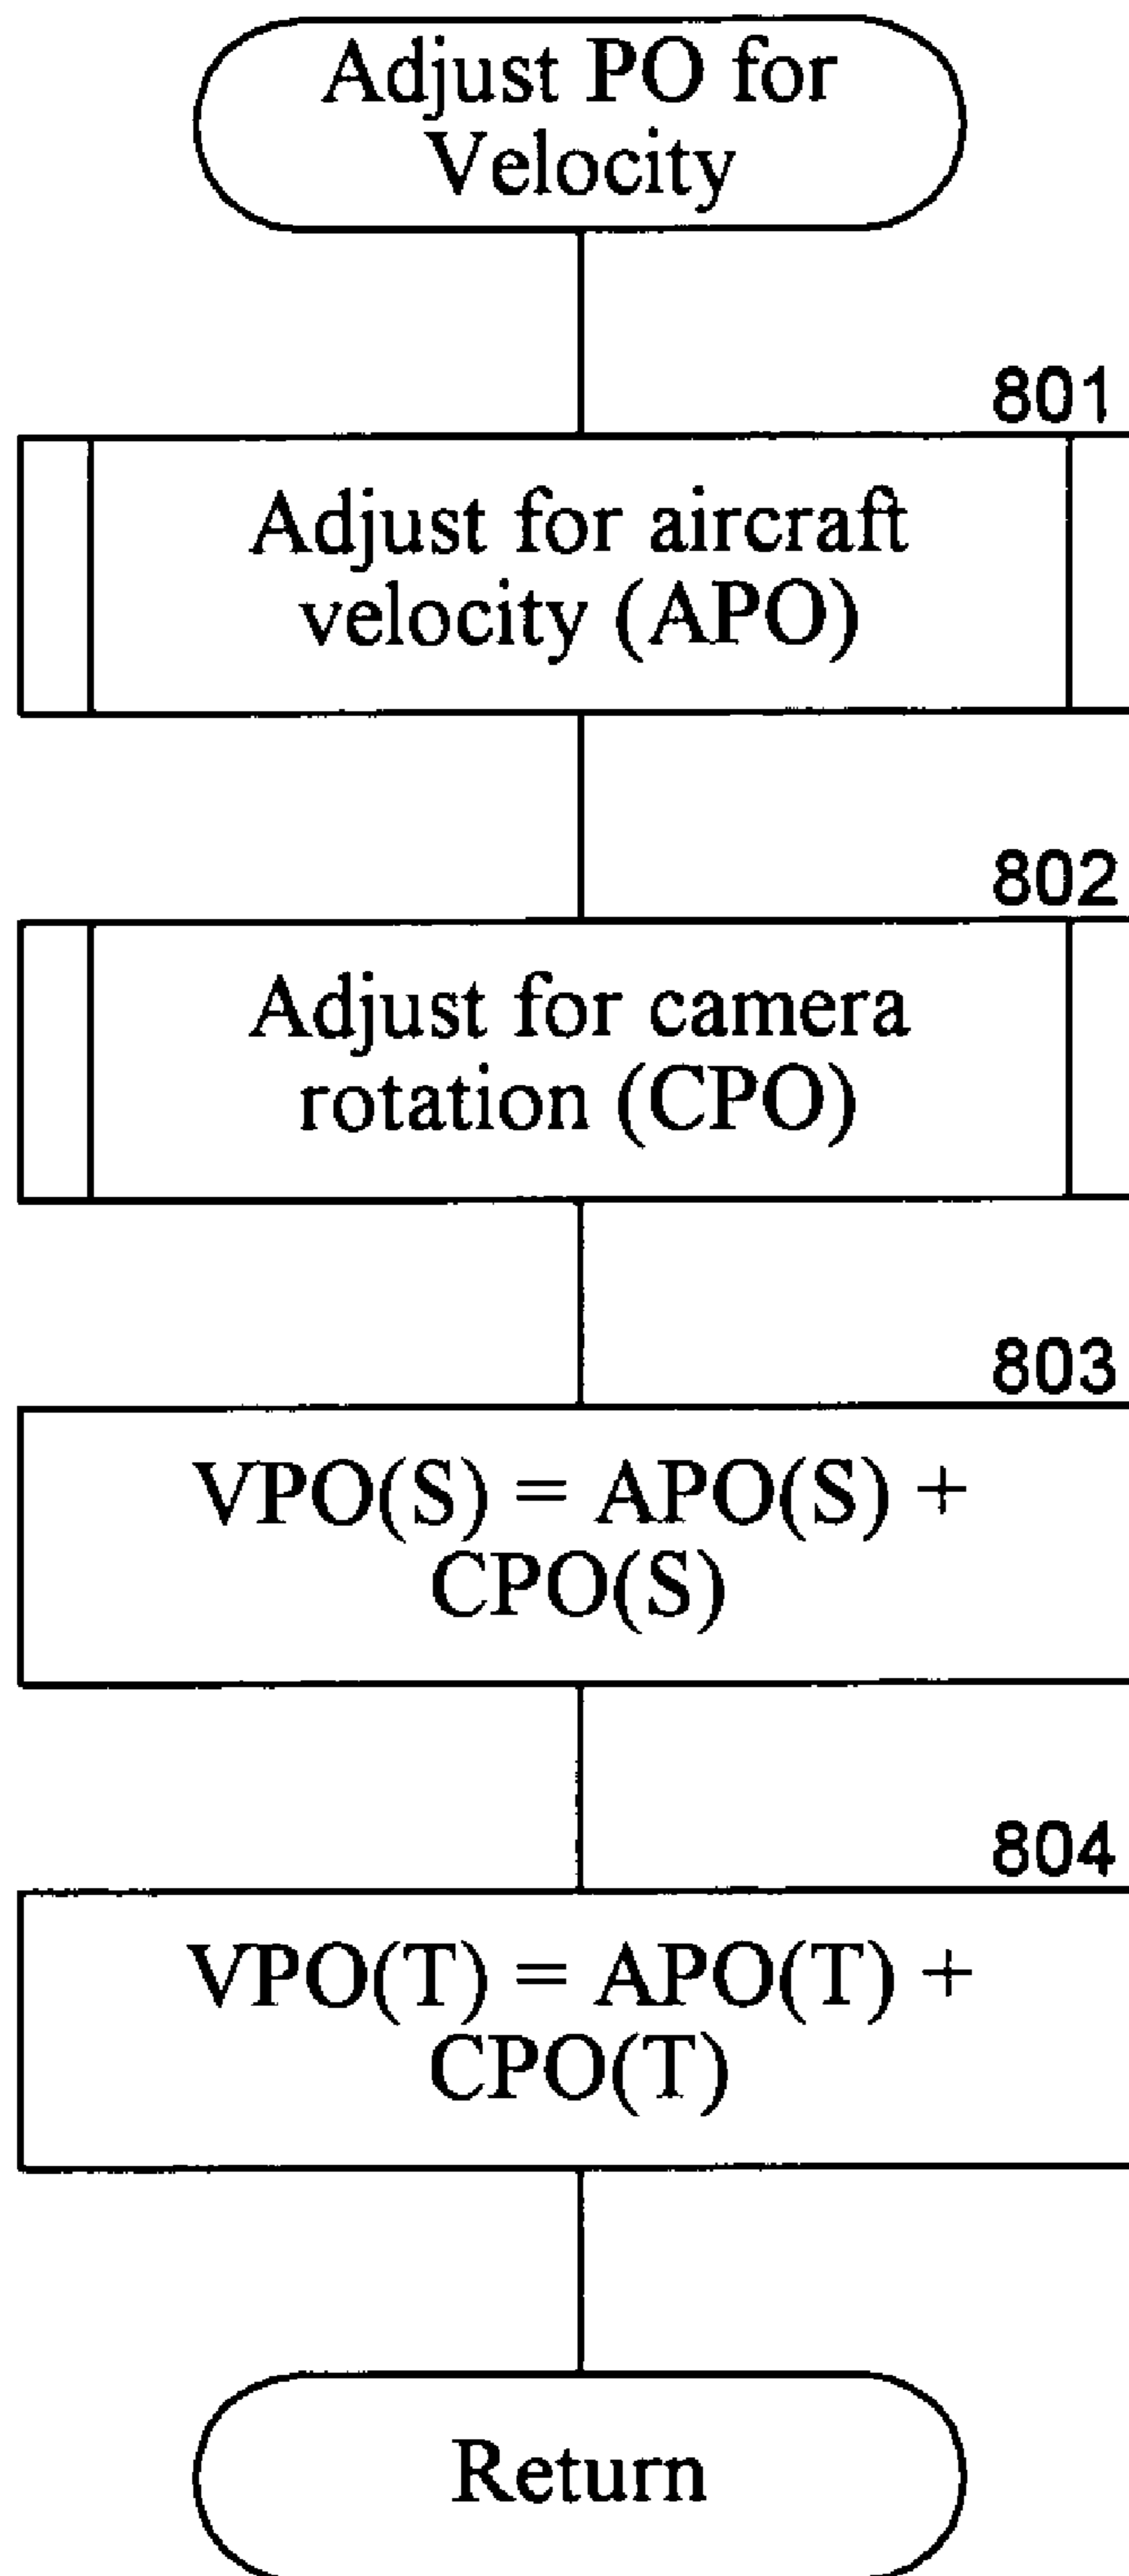 Adjust PO for
Velocity
801
Adjust for aircraft
velocity (APO)
802
Adjust for camera
rotation (CPO)
803
VPO(S) = APO(S) +
CPO(S)
804
VPO(T) = APO(T) +
CPO(T)
Return